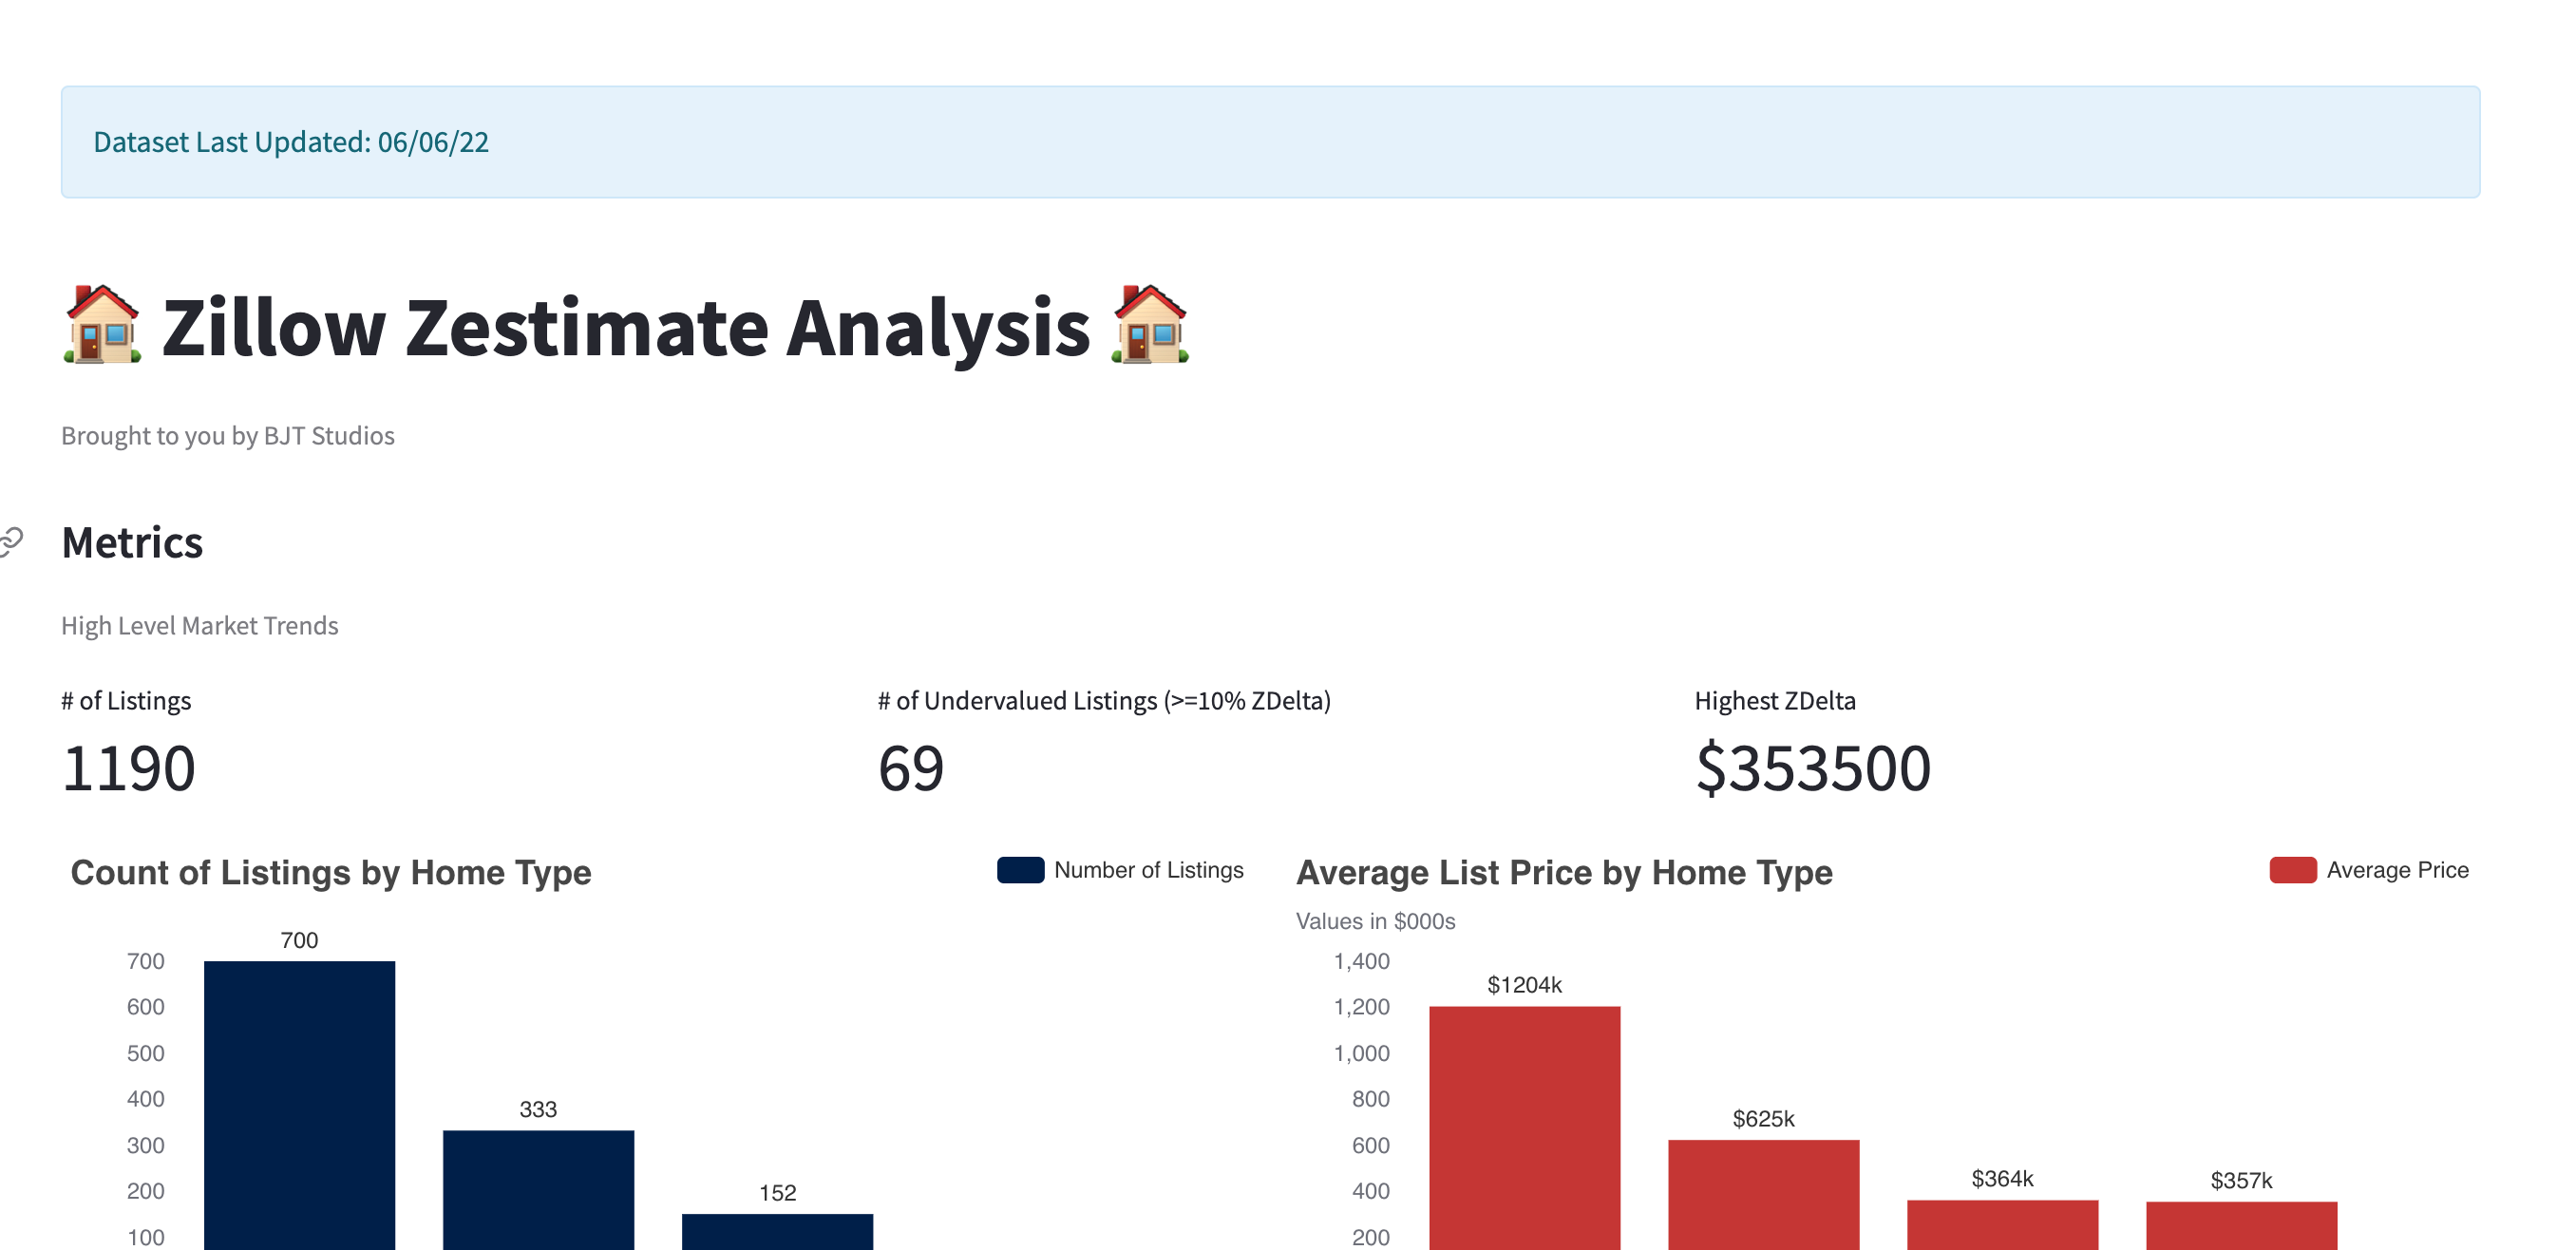 Dataset Last Updated: 06/06/22
Zillow Zestimate Analysis
Brought to you by BJT Studios
Metrics
High Level Market Trends
# of Listings
1190
# of Undervalued Listings (>=10% ZDelta)
69
Highest ZDelta
$353500
Count of Listings by Home Type
Number of Listings
700
700
600
500
400
333
300
200
152
100
Average List Price by Home Type
Average Price
Values in $000s
1,400
$1204k
1,200
1,000
800
$625k
600
400
$364k
$357k
200